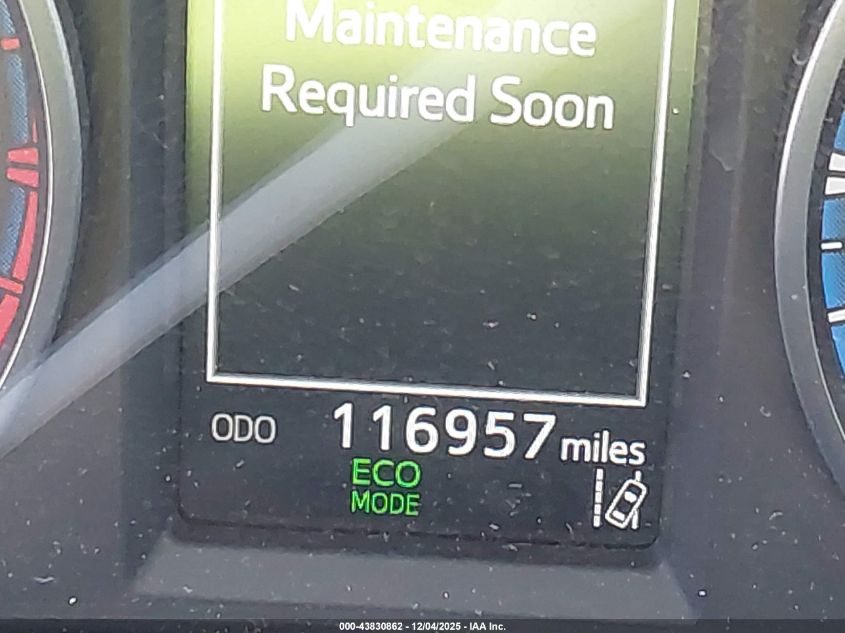 Maintenance
Required Soon
ODO 116957 miles
ECO
MODE
000-43830862 - 12/04/2025 - IAA Inc.